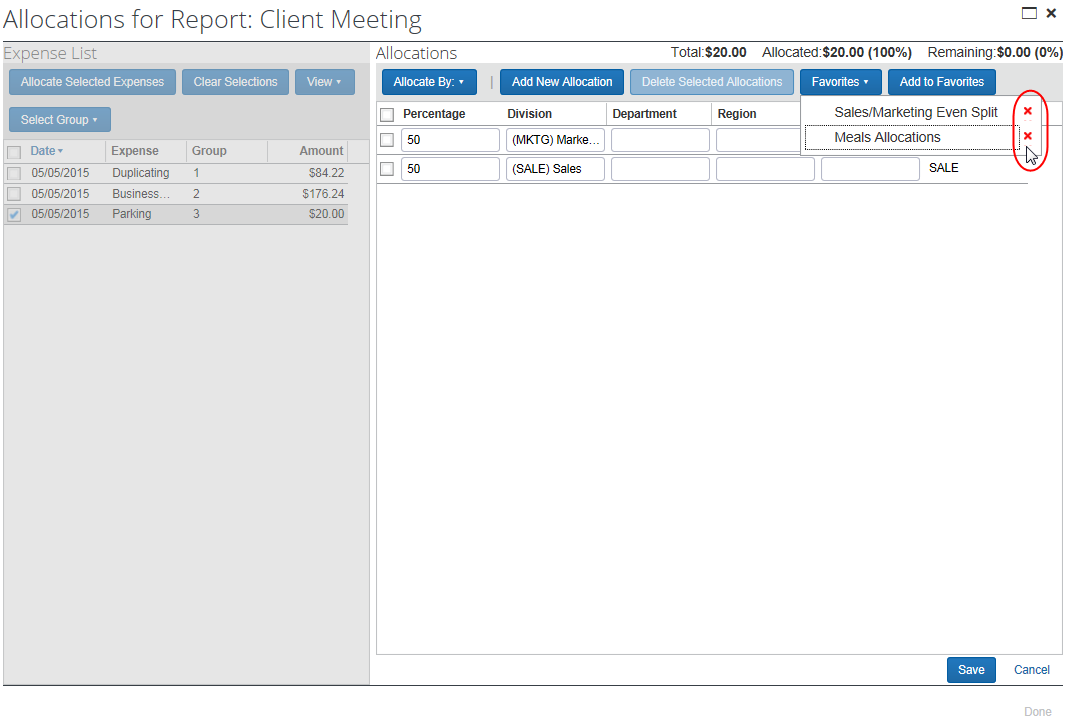 Allocations for Report: Client Meeting
Expense List
Allocate Selected Expenses Clear Selections View
Select Group
Date Expense Group Amount
05/05/2015 Duplicating 1 $84.22
05/05/2015 Business... 2 $176.24
05/05/2015 Parking 3 $20.00
Allocations Total:$20.00 Allocated:$20.00 (100%) Remaining:$0.00 (0%)
Allocate By: | Add New Allocation Delete Selected Allocations Favorites Add to Favorites
Sales/Marketing Even Split
Meals Allocations
Percentage Division Department Region
50 (MKTG) Marke...
50 (SALE) Sales SALE
Save Cancel
Done